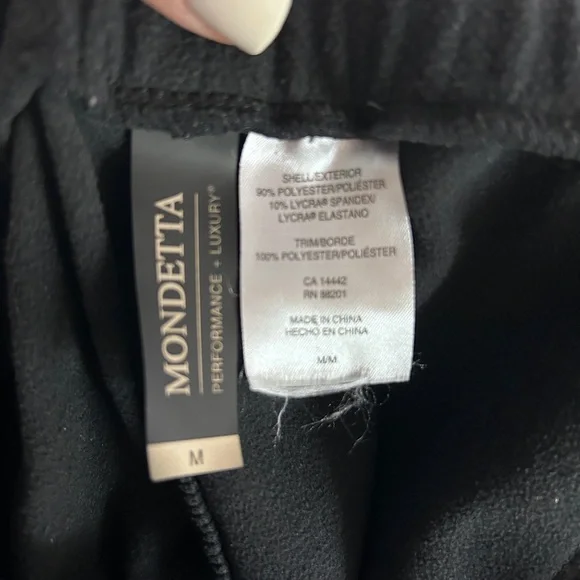 MONDETTA
PERFORMANCE + LUXURY®
M
SHELL/EXTERIOR
90% POLYESTER/POLIÉSTER
10% LYCRA® SPANDEX/
LYCRA® ELASTANO
TRIM/BORDE
100% POLYESTER/POLIÉSTER
CA 14442
RN 86201
MADE IN CHINA
HECHO EN CHINA
M/M